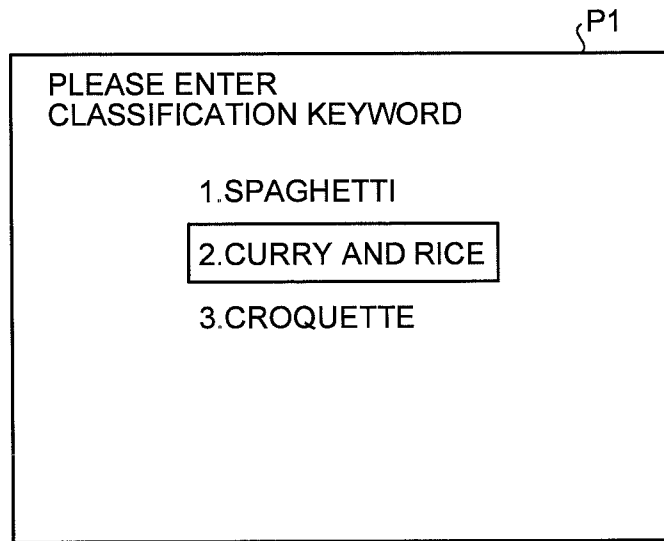 P1
PLEASE ENTER
CLASSIFICATION KEYWORD
1.SPAGHETTI
2.CURRY AND RICE
3.CROQUETTE